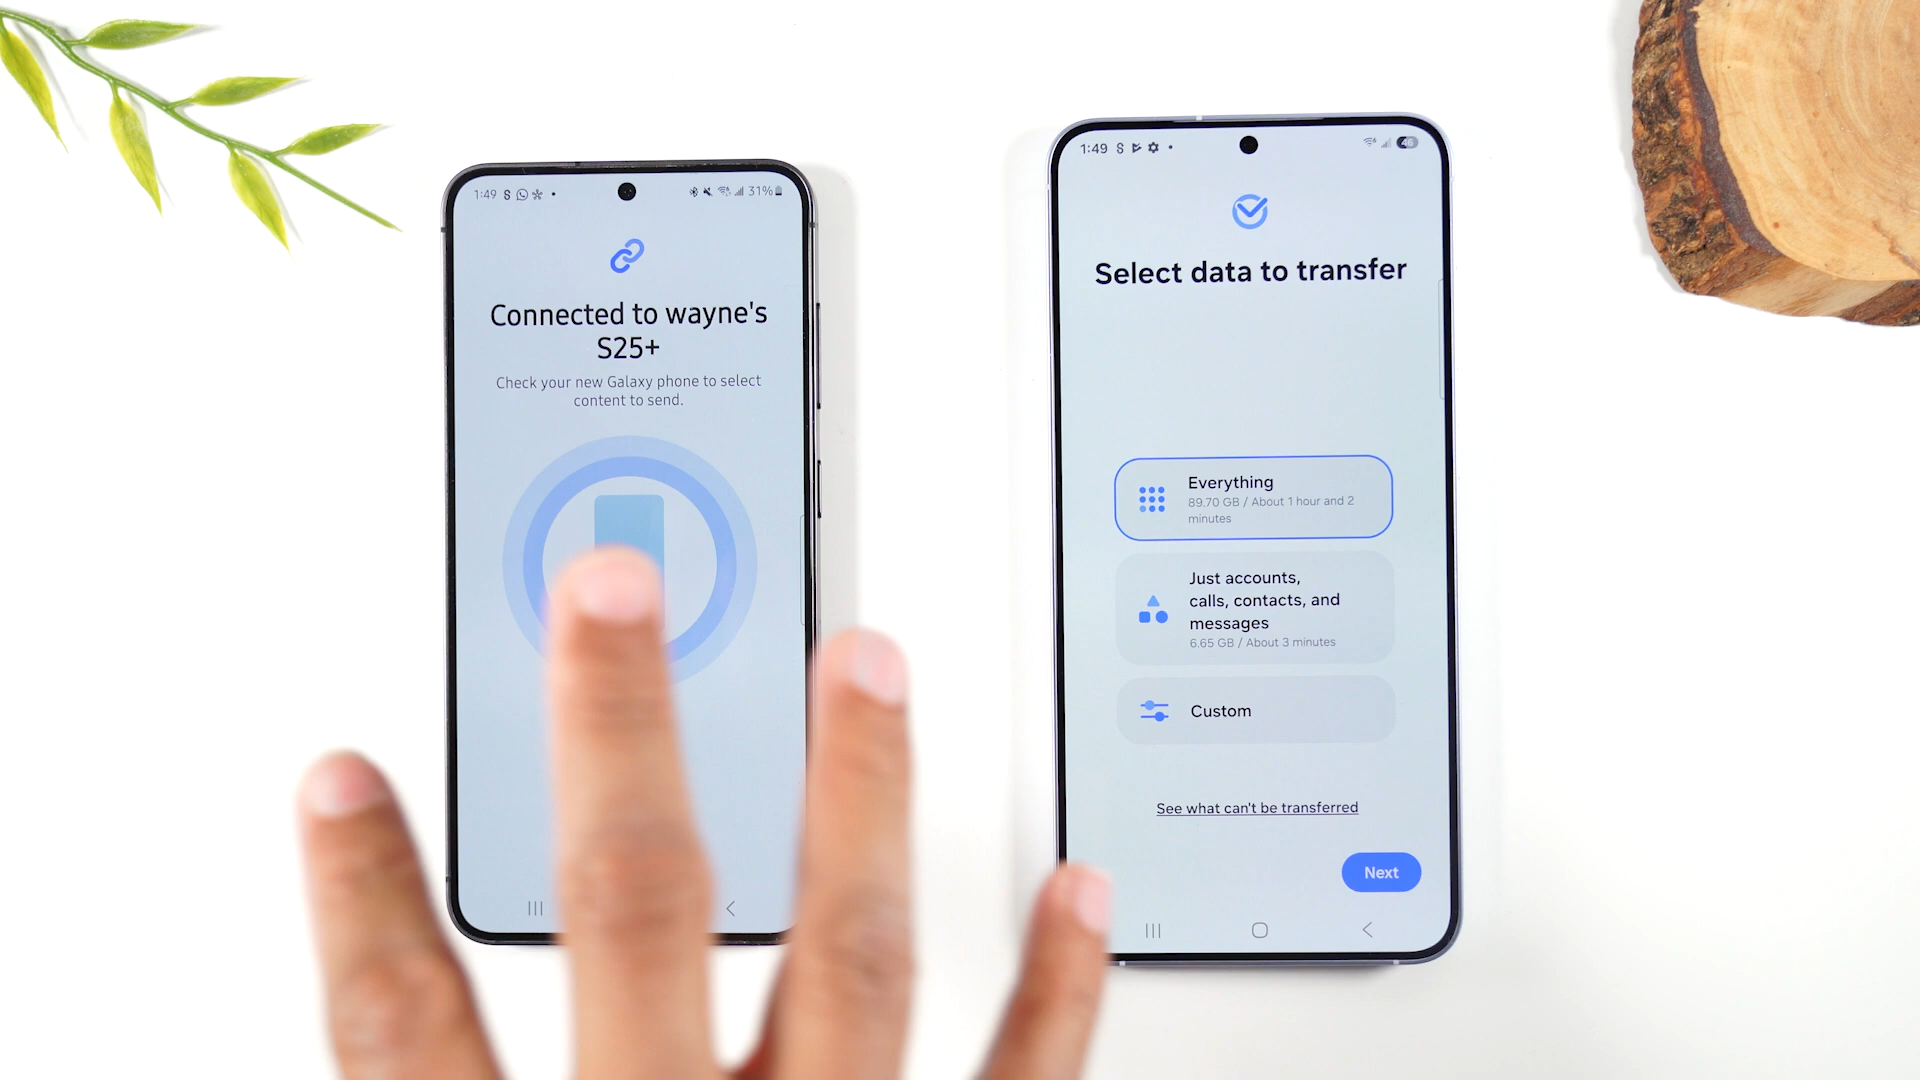 1:49
31%
Connected to wayne's
S25+
Check your new Galaxy phone to select
content to send.
1:49
46
Select data to transfer
Everything
89.70 GB / About 1 hour and 2
minutes
Just accounts,
calls, contacts, and
messages
6.65 GB / About 3 minutes
Custom
See what can't be transferred
Next